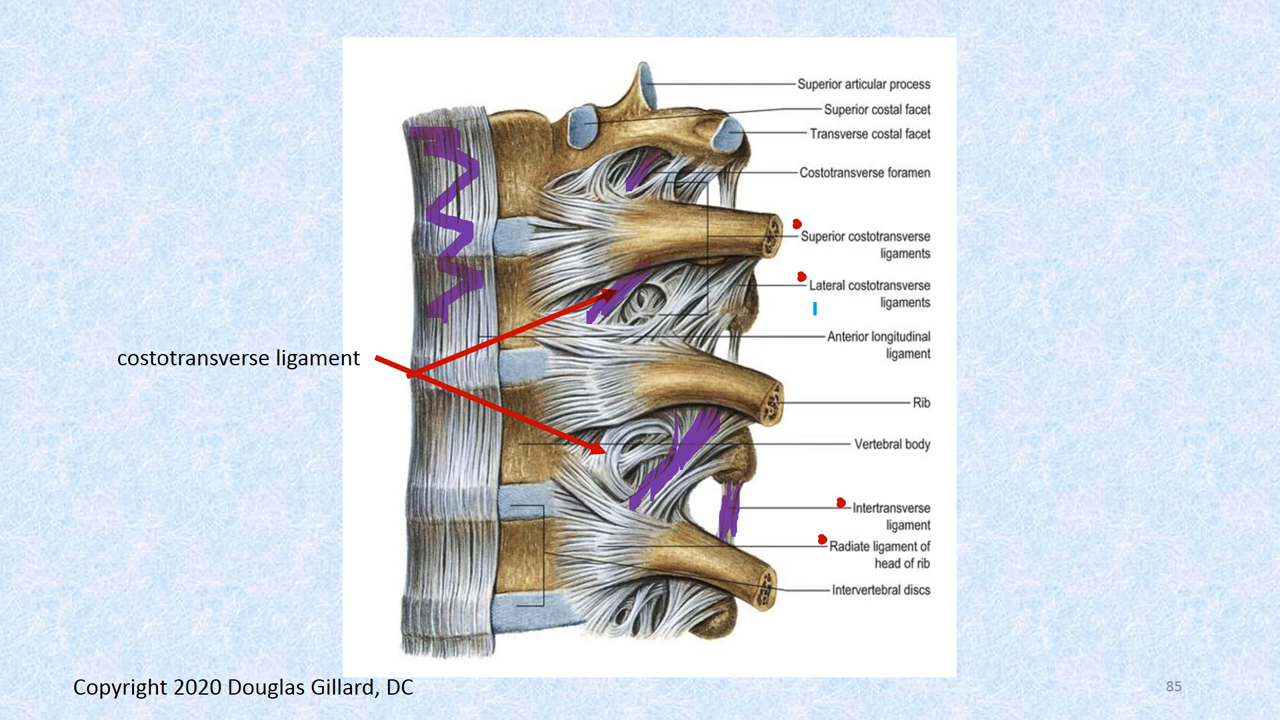 Superior articular process
Superior costal facet
Transverse costal facet
Costotransverse foramen
Superior costotransverse
ligaments
Lateral costotransverse
ligaments
Anterior longitudinal
ligament
costotransverse ligament
Rib
Vertebral body
Intertransverse
ligament
Radiate ligament of
head of rib
Intervertebral discs
Copyright 2020 Douglas Gillard, DC
85